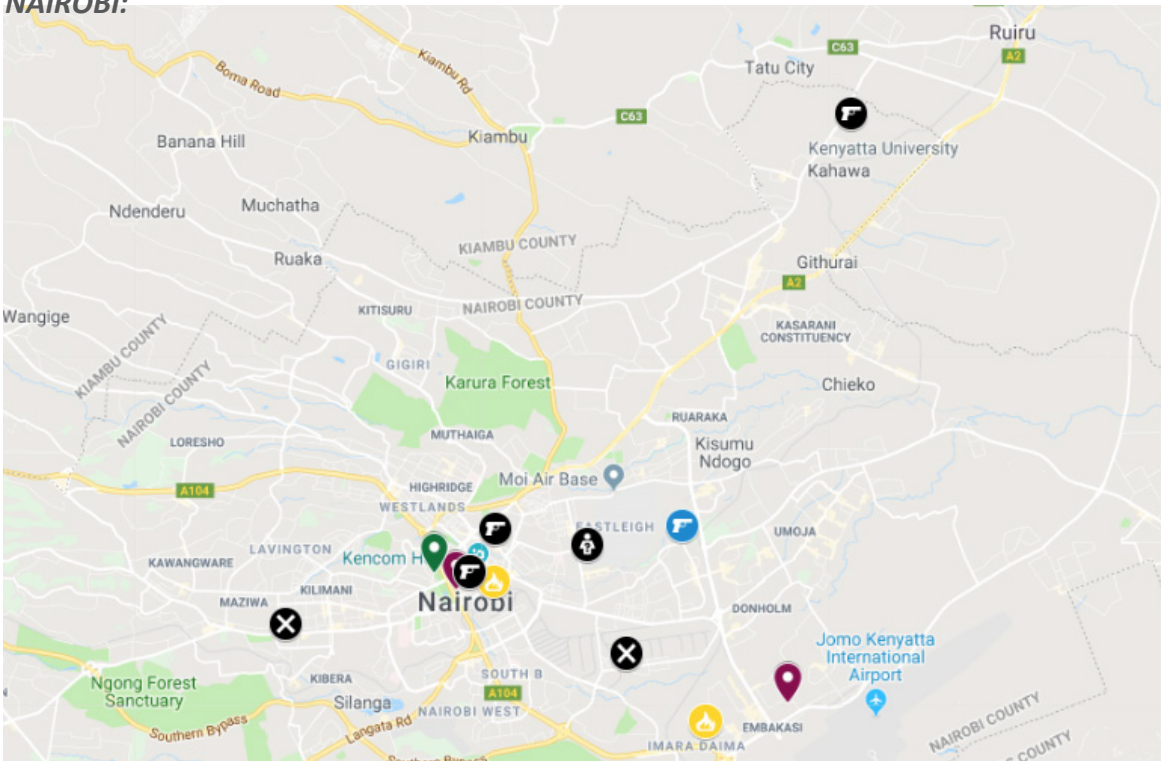 NAIROBI:
Ruiru
C63
A2
Tatu City
Kiambu Rd
Boma Road
C63
Kiambu
Banana Hill
Kenyatta University
Kahawa
Ndenderu
Muchatha
KIAMBU COUNTY
Ruaka
Githurai
A2
NAIROBI COUNTY
KITISURU
Wangige
KASARANI
CONSTITUENCY
KIAMBU COUNTY
GIGIRI
Karura Forest
Chieko
NAIROBI COUNTY
RUARAKA
MUTHAIGA
LORESHO
Kisumu
Ndogo
Moi Air Base
A104
HIGHRIDGE
WESTLANDS
EASTLEIGH
UMOJA
LAVINGTON
Kencom H
KAWANGWARE
KILIMANI
MAZIWA
Nairobi
DONHOLM
Jomo Kenyatta
International
Airport
KIBERA
SOUTH B
Ngong Forest
Sanctuary
A104
Silanga
NAIROBI WEST
Langata Rd
Southern Bypass
EMBAKASI
IMARA DAIMA
NAIROBI COUNTY
COUNTY
Southern Bypass